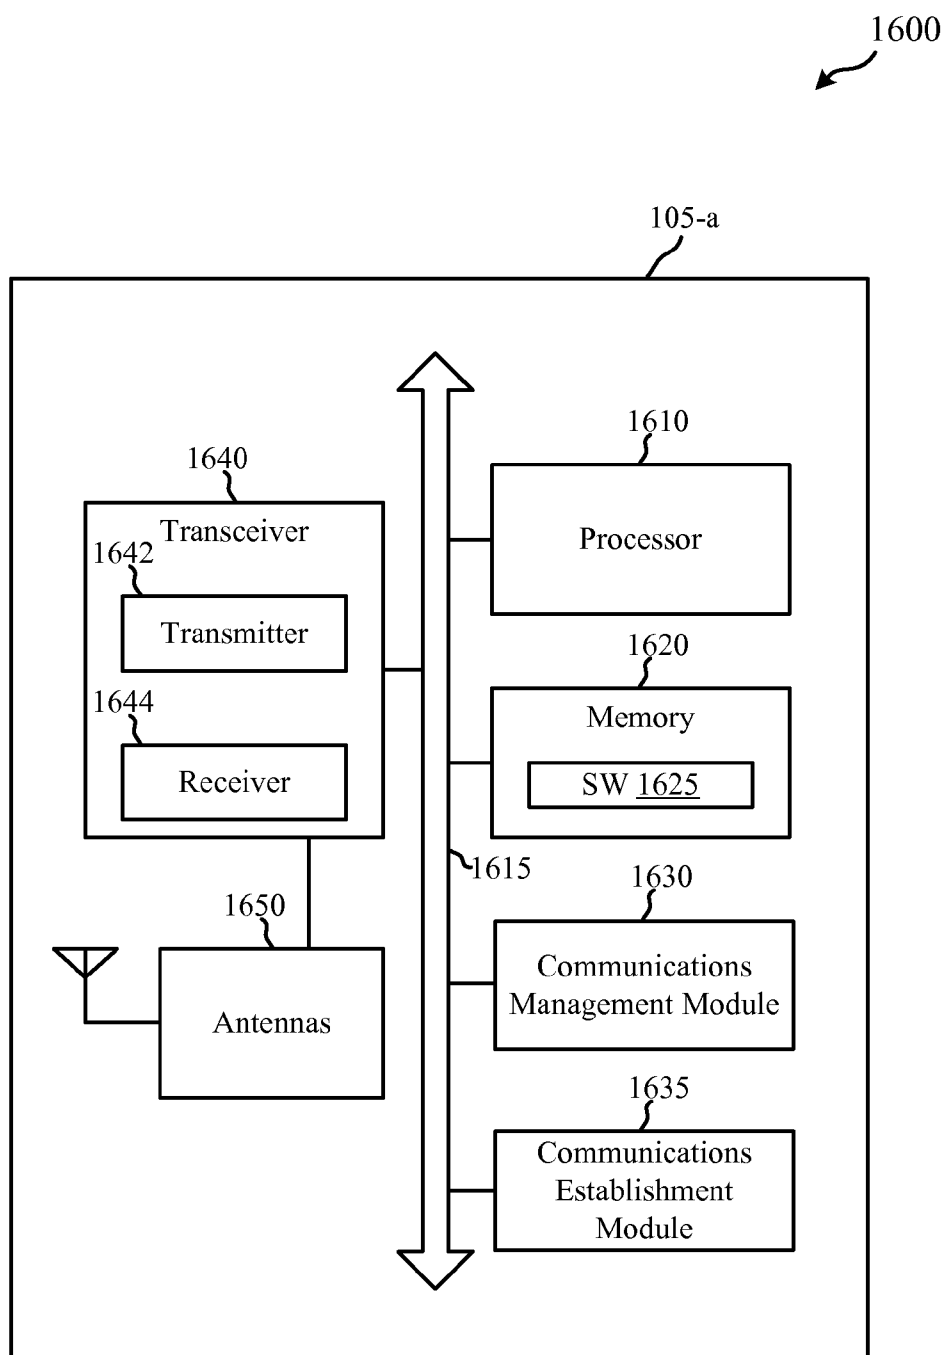 1600
105-a
1610
1640
Transceiver
Processor
1642
Transmitter
1620
1644
Memory
Receiver
SW 1625
1615
1630
1650
Communications
Management Module
Antennas
1635
Communications
Establishment
Module